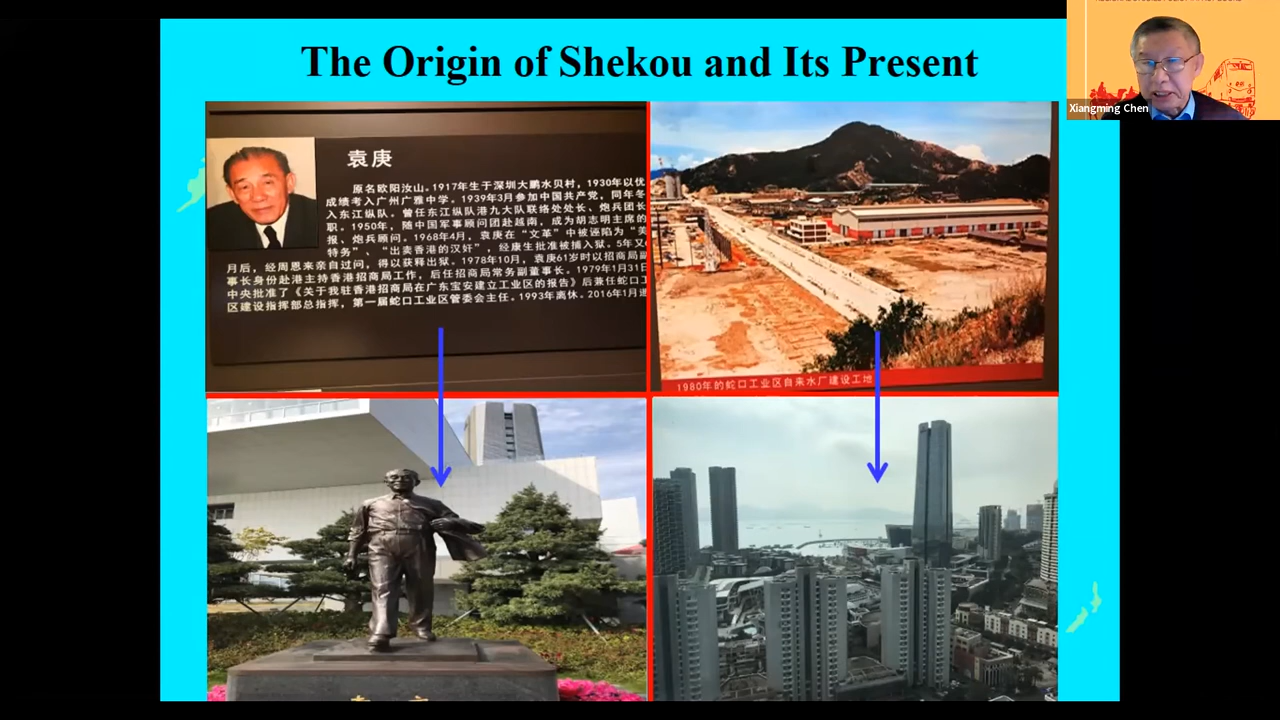 The Origin of Shekou and Its Present
Xiangming Chen
袁庚
原名欧阳汝山。1917年生于深圳大鹏水贝村，1930年以优
成绩考入广州广雅中学。1939年3月参加中国共产党，同年冬
入东江纵队。曾任东江纵队港九大队联络处处长、炮兵团长
职。1950年，随中国军事顾问团赴越南，成为胡志明主席的
报、炮兵顾问。1968年4月，袁庚在“文革”中被诬陷为“美
特务”、“出卖香港的汉奸”，经康生批准被捕入狱。5年又
月后，经周恩来亲自过问，得以获释出狱。1978年10月，袁庚61岁时以招商局副
事长身份赴港主持香港招商局工作，后任招商局常务副董事长。1979年1月31日
中央批准了《关于我驻香港招商局在广东宝安建立工业区的报告》后兼任蛇口工
区建设指挥部总指挥，第一届蛇口工业区管委会主任。1993年离休。2016年1月
1980年的蛇口工业区自来水厂建设工地